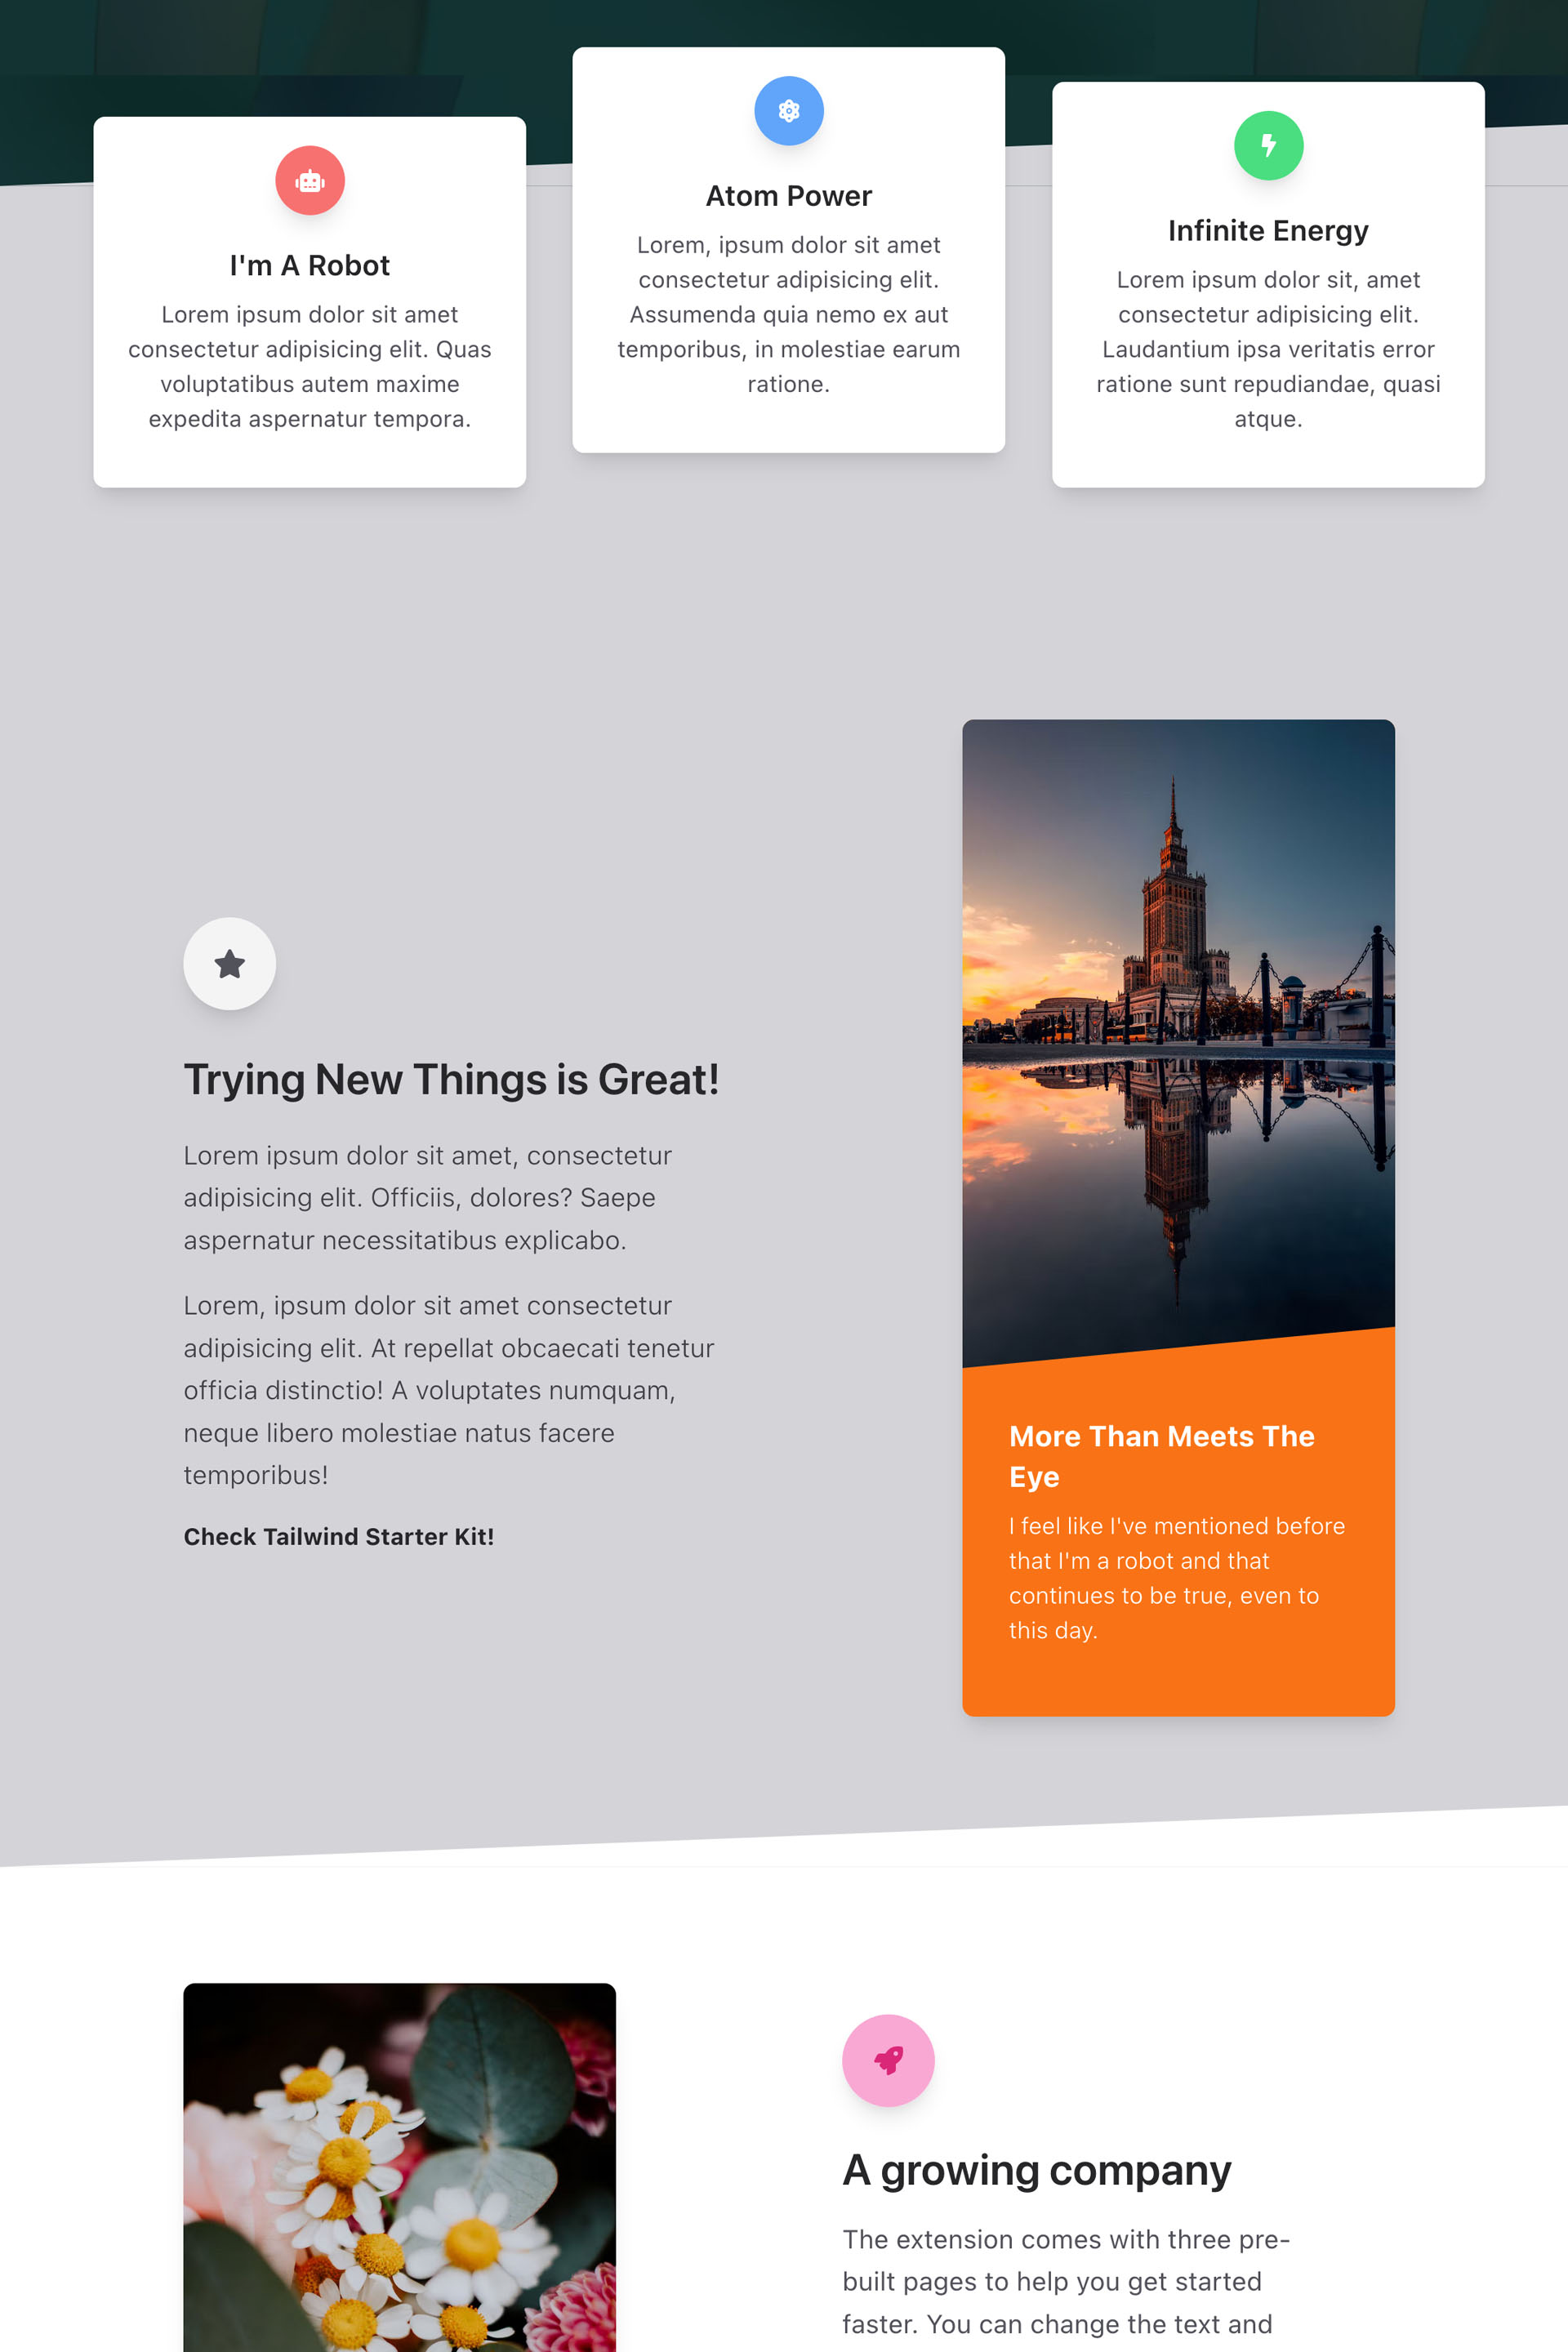 I'm A Robot
Lorem ipsum dolor sit amet
consectetur adipisicing elit. Quas
voluptatibus autem maxime
expedita aspernatur tempora.
Atom Power
Lorem, ipsum dolor sit amet
consectetur adipisicing elit.
Assumenda quia nemo ex aut
temporibus, in molestiae earum
ratione.
Infinite Energy
Lorem ipsum dolor sit, amet
consectetur adipisicing elit.
Laudantium ipsa veritatis error
ratione sunt repudiandae, quasi
atque.
Trying New Things is Great!
Lorem ipsum dolor sit amet, consectetur
adipisicing elit. Officiis, dolores? Saepe
aspernatur necessitatibus explicabo.
Lorem, ipsum dolor sit amet consectetur
adipisicing elit. At repellat obcaecati tenetur
officia distinctio! A voluptates numquam,
neque libero molestiae natus facere
temporibus!
Check Tailwind Starter Kit!
More Than Meets The
Eye
I feel like I've mentioned before
that I'm a robot and that
continues to be true, even to
this day.
A growing company
The extension comes with three pre-
built pages to help you get started
faster. You can change the text and